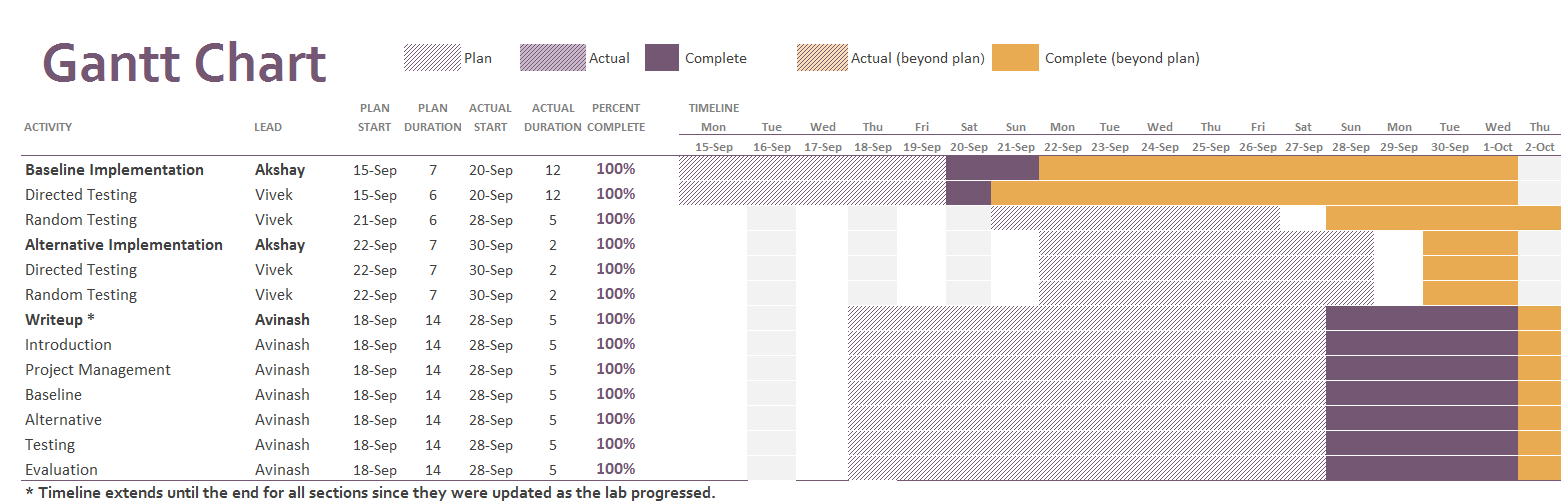 Gantt Chart
Plan Actual Complete Actual (beyond plan) Complete (beyond plan)
PLAN PLAN ACTUAL ACTUAL PERCENT TIMELINE
ACTIVITY LEAD START DURATION START DURATION COMPLETE Mon Tue Wed Thu Fri Sat Sun Mon Tue Wed Thu Fri Sat Sun Mon Tue Wed Thu
15-Sep 16-Sep 17-Sep 18-Sep 19-Sep 20-Sep 21-Sep 22-Sep 23-Sep 24-Sep 25-Sep 26-Sep 27-Sep 28-Sep 29-Sep 30-Sep 1-Oct 2-Oct
Baseline Implementation Akshay 15-Sep 7 20-Sep 12 100%
Directed Testing Vivek 15-Sep 6 20-Sep 12 100%
Random Testing Vivek 21-Sep 6 28-Sep 5 100%
Alternative Implementation Akshay 22-Sep 7 30-Sep 2 100%
Directed Testing Vivek 22-Sep 7 30-Sep 2 100%
Random Testing Vivek 22-Sep 7 30-Sep 2 100%
Writeup * Avinash 18-Sep 14 28-Sep 5 100%
Introduction Avinash 18-Sep 14 28-Sep 5 100%
Project Management Avinash 18-Sep 14 28-Sep 5 100%
Baseline Avinash 18-Sep 14 28-Sep 5 100%
Alternative Avinash 18-Sep 14 28-Sep 5 100%
Testing Avinash 18-Sep 14 28-Sep 5 100%
Evaluation Avinash 18-Sep 14 28-Sep 5 100%
* Timeline extends until the end for all sections since they were updated as the lab progressed.